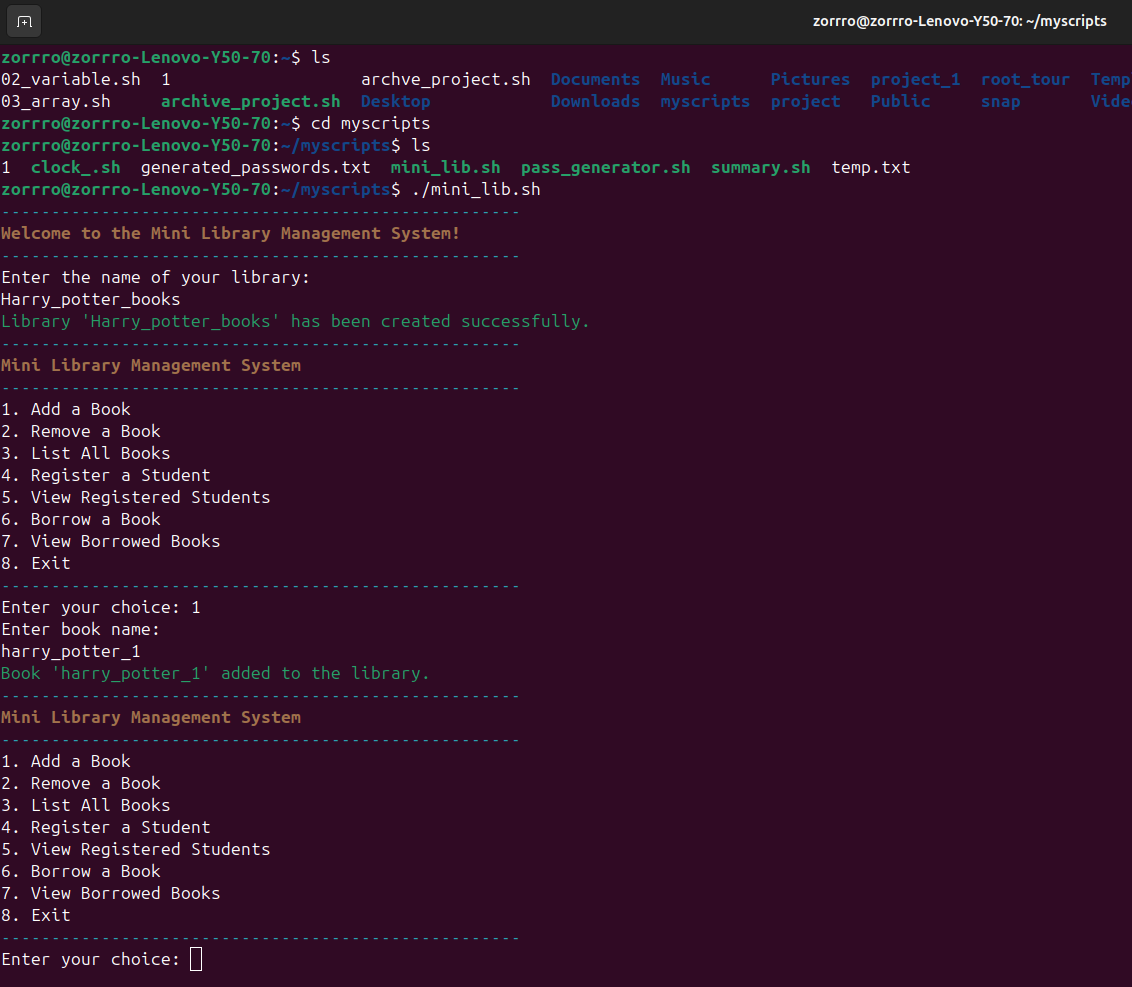 zorrro@zorrro-Lenovo-Y50-70: ~/myscripts
zorrro@zorrro-Lenovo-Y50-70:~$ ls
02_variable.sh  1                   archve_project.sh  Documents  Music      Pictures  project_1  root_tour  Temp
03_array.sh     archive_project.sh  Desktop            Downloads  myscripts  project   Public     snap       Vide
zorrro@zorrro-Lenovo-Y50-70:~$ cd myscripts
zorrro@zorrro-Lenovo-Y50-70:~/myscripts$ ls
1  clock_.sh  generated_passwords.txt  mini_lib.sh  pass_generator.sh  summary.sh  temp.txt
zorrro@zorrro-Lenovo-Y50-70:~/myscripts$ ./mini_lib.sh
----------------------------------------------------
Welcome to the Mini Library Management System!
----------------------------------------------------
Enter the name of your library:
Harry_potter_books
Library 'Harry_potter_books' has been created successfully.
----------------------------------------------------
Mini Library Management System
----------------------------------------------------
1. Add a Book
2. Remove a Book
3. List All Books
4. Register a Student
5. View Registered Students
6. Borrow a Book
7. View Borrowed Books
8. Exit
----------------------------------------------------
Enter your choice: 1
Enter book name:
harry_potter_1
Book 'harry_potter_1' added to the library.
----------------------------------------------------
Mini Library Management System
----------------------------------------------------
1. Add a Book
2. Remove a Book
3. List All Books
4. Register a Student
5. View Registered Students
6. Borrow a Book
7. View Borrowed Books
8. Exit
----------------------------------------------------
Enter your choice: